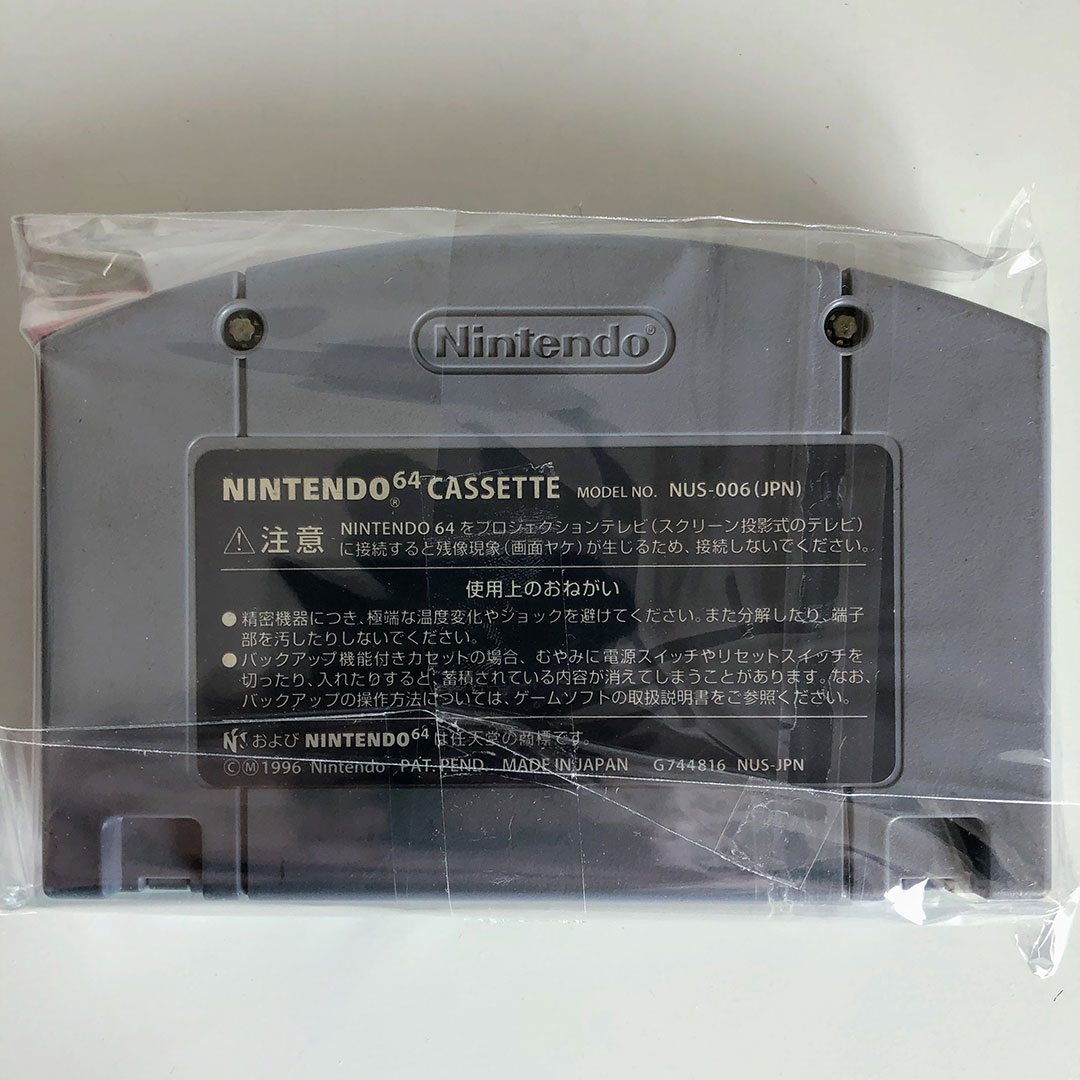 Nintendo®
NINTENDO64® CASSETTE MODEL NO. NUS-006(JPN)
注意 NINTENDO 64 をプロジェクションテレビ(スクリーン投影式のテレビ)
に接続すると残像現象(画面ヤケ)が生じるため、接続しないでください。
使用上のおねがい
●精密機器につき、極端な温度変化やショックを避けてください。また分解したり、端子
部を汚したりしないでください。
●バックアップ機能付きカセットの場合、むやみに電源スイッチやリセットスイッチを
切ったり、入れたりすると、蓄積されている内容が消えてしまうことがあります。なお、
バックアップの操作方法については、ゲームソフトの取扱説明書をご参照ください。
および NINTENDO64 は任天堂の商標です。
ⒸⓂ1996 Nintendo PAT. PEND. MADE IN JAPAN G744816 NUS-JPN